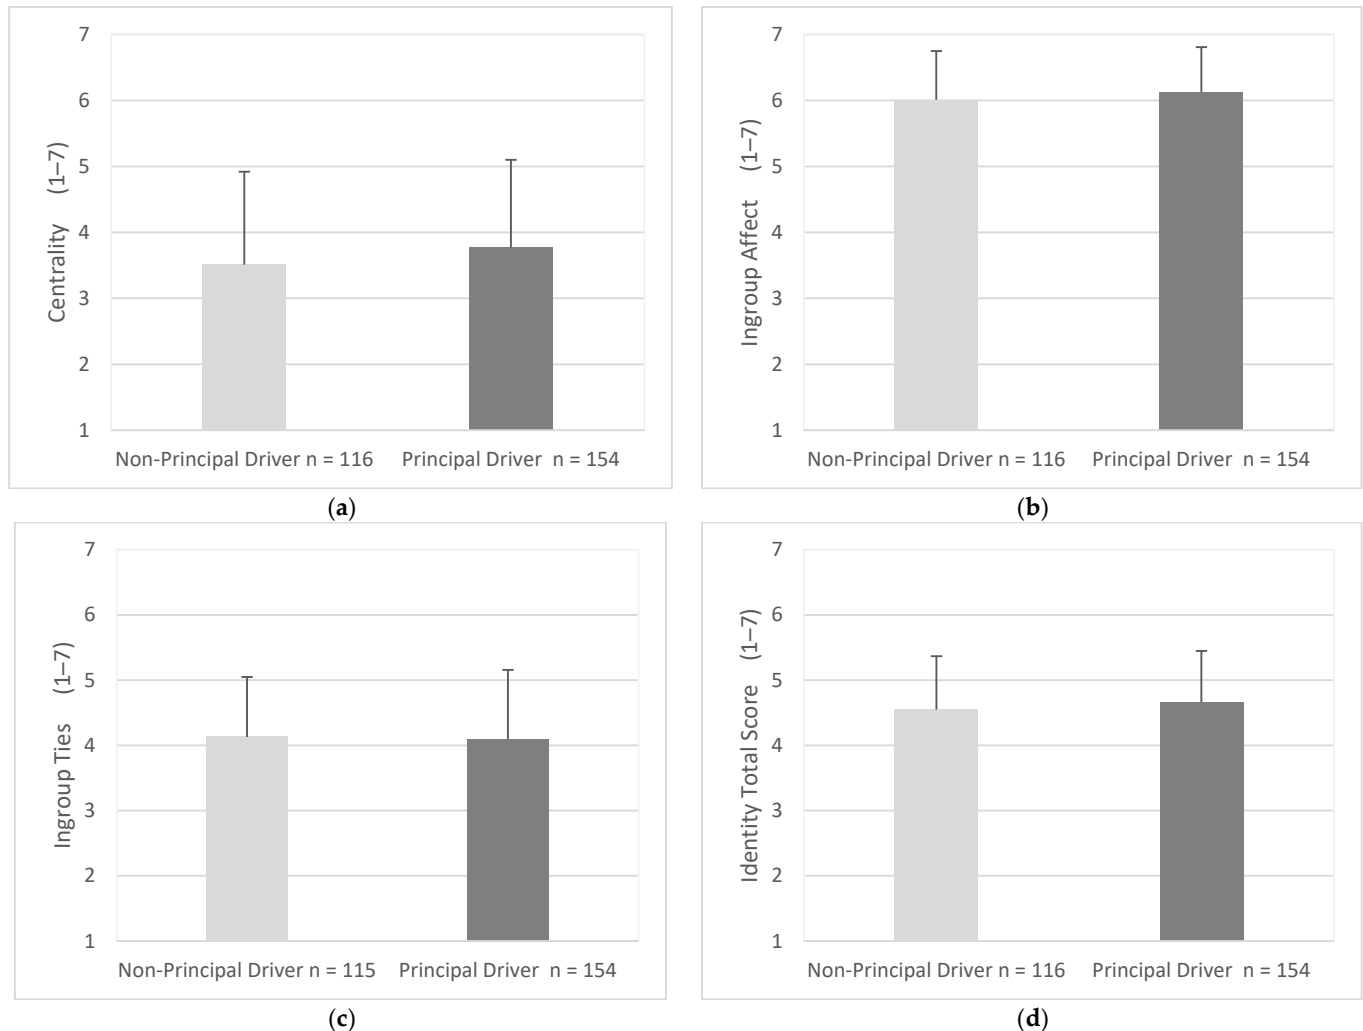 7
6
5
4
3
2
1
Centrality (1–7)
Non-Principal Driver n = 116 Principal Driver n = 154
(a)
7
6
5
4
3
2
1
Ingroup Affect (1–7)
Non-Principal Driver n = 116 Principal Driver n = 154
(b)
7
6
5
4
3
2
1
Ingroup Ties (1–7)
Non-Principal Driver n = 115 Principal Driver n = 154
(c)
7
6
5
4
3
2
1
Identity Total Score (1–7)
Non-Principal Driver n = 116 Principal Driver n = 154
(d)